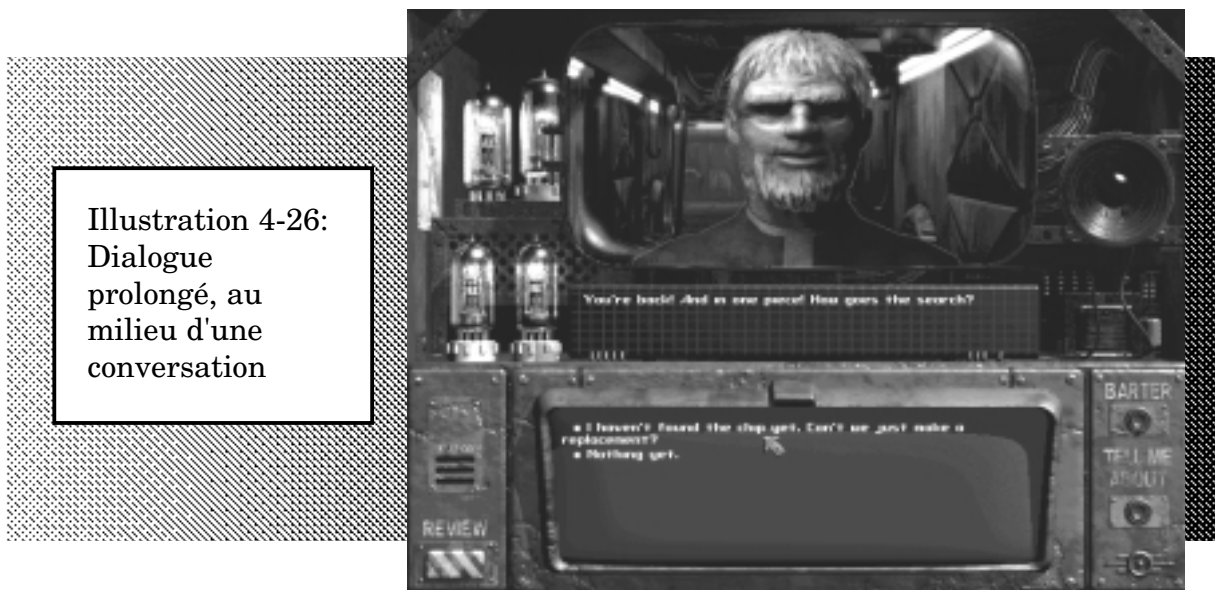 Illustration 4-26:
Dialogue
prolongé, au
milieu d'une
conversation
You're back! And in one piece! How goes the search?
I haven't found the chip yet. Can't we just make a
replacement?
Nothing yet.
BARTER
TELL ME
ABOUT
REVIEW